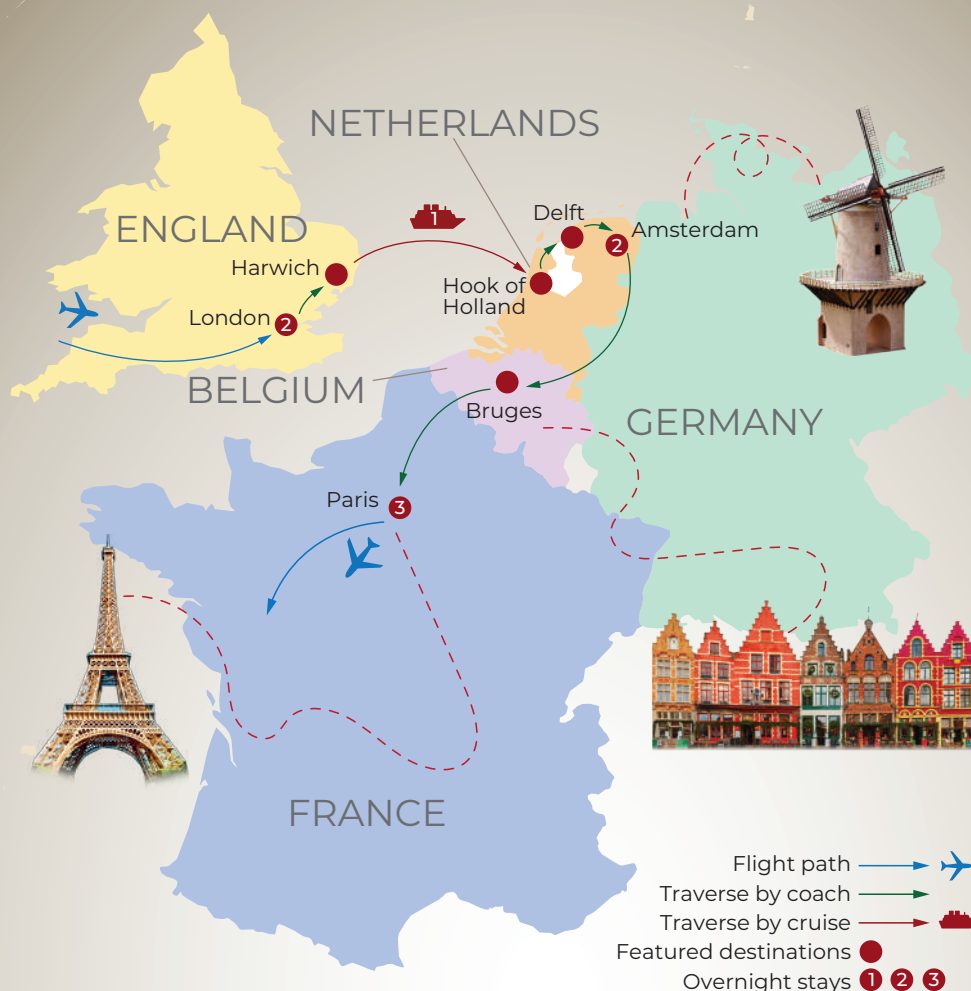 NETHERLANDS
ENGLAND
1
Delft
2
Amsterdam
Harwich
Hook of
Holland
London 2
BELGIUM
Bruges
GERMANY
Paris 3
FRANCE
Flight path
Traverse by coach
Traverse by cruise
Featured destinations
Overnight stays 1 2 3